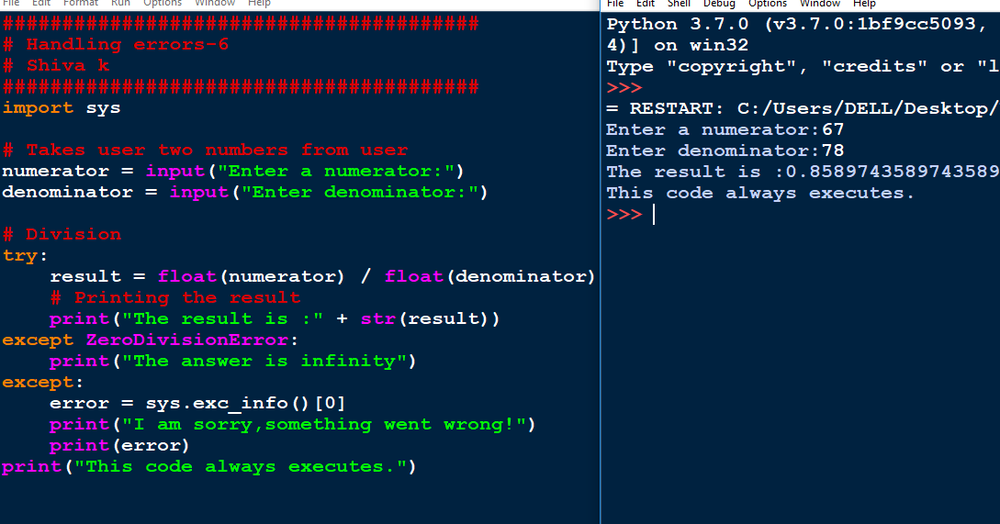 File Edit Format Run Options Window Help
########################################
# Handling errors-6
# Shiva k
########################################
import sys

# Takes user two numbers from user
numerator = input("Enter a numerator:")
denominator = input("Enter denominator:")

# Division
try:
    result = float(numerator) / float(denominator)
    # Printing the result
    print("The result is :" + str(result))
except ZeroDivisionError:
    print("The answer is infinity")
except:
    error = sys.exc_info()[0]
    print("I am sorry,something went wrong!")
    print(error)
print("This code always executes.")
File Edit Shell Debug Options Window Help
Python 3.7.0 (v3.7.0:1bf9cc5093,
4)] on win32
Type "copyright", "credits" or "l
>>>
= RESTART: C:/Users/DELL/Desktop/
Enter a numerator:67
Enter denominator:78
The result is :0.8589743589743589
This code always executes.
>>>